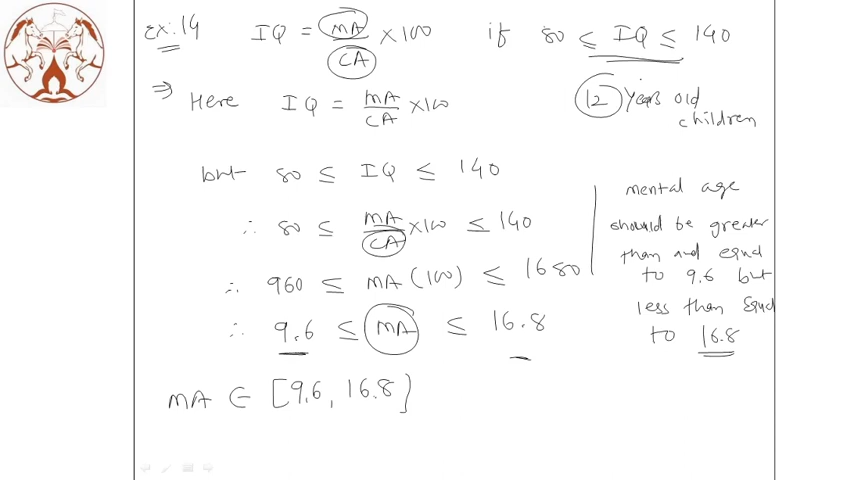 Ex:14 IQ = MA/CA × 100 if 80 ≤ IQ ≤ 140
⇒ Here IQ = MA/CA × 100
12 years old
children
but 80 ≤ IQ ≤ 140
∴ 80 ≤ MA/CA × 100 ≤ 140
∴ 960 ≤ MA (100) ≤ 1680
∴ 9.6 ≤ MA ≤ 16.8
MA ∈ [9.6, 16.8]
mental age
should be greater
than and equal
to 9.6 but
less than Equal
to 16.8